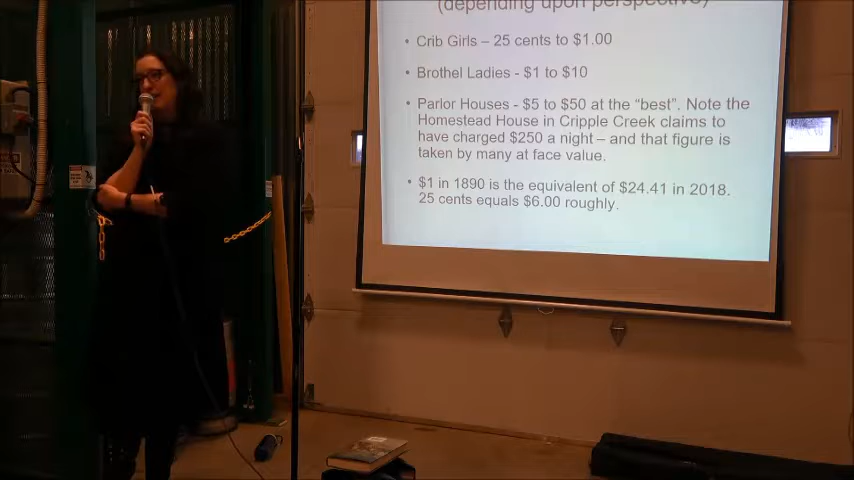 (depending upon perspective)
• Crib Girls – 25 cents to $1.00
• Brothel Ladies - $1 to $10
• Parlor Houses - $5 to $50 at the “best”. Note the
Homestead House in Cripple Creek claims to
have charged $250 a night – and that figure is
taken by many at face value.
• $1 in 1890 is the equivalent of $24.41 in 2018.
25 cents equals $6.00 roughly.